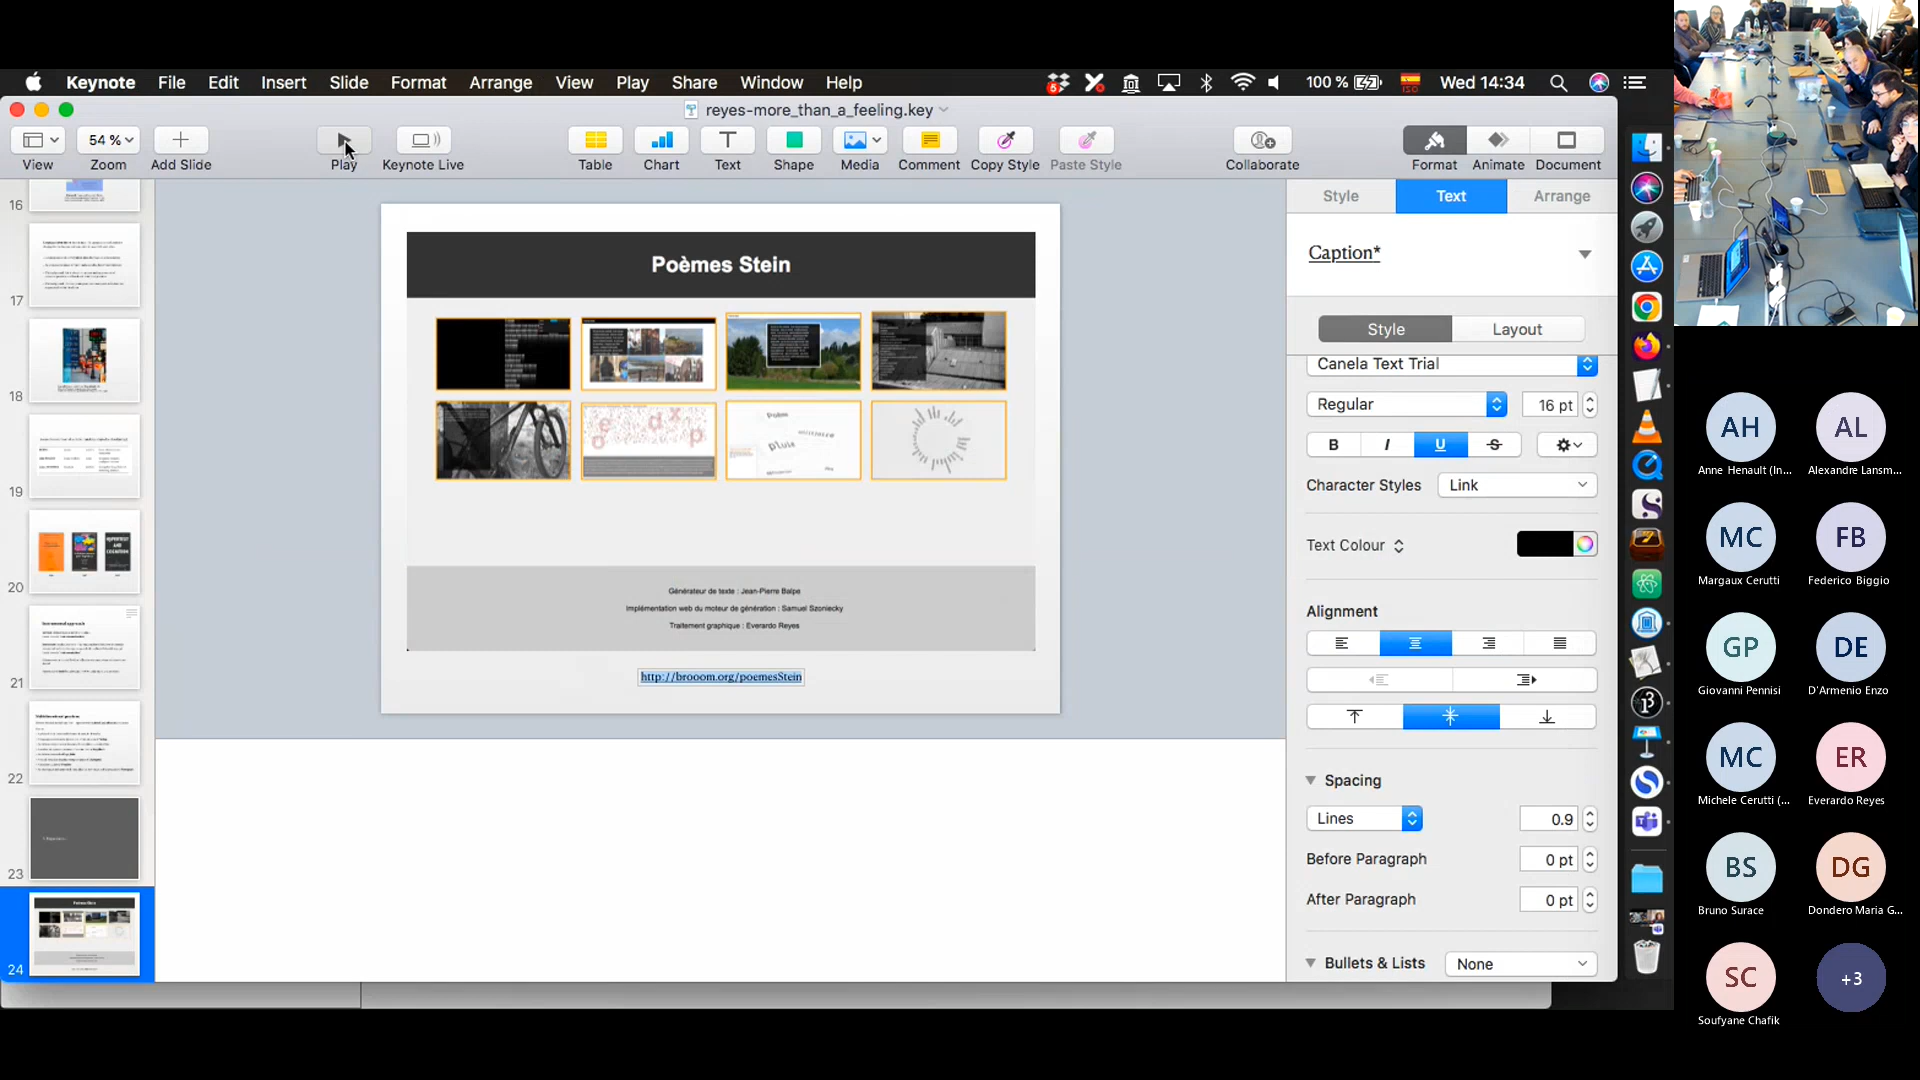 Keynote File Edit Insert Slide Format Arrange View Play Share Window Help
100 % Wed 14:34
reyes-more_than_a_feeling.key
54 %
View Zoom Add Slide Play Keynote Live Table Chart Text Shape Media Comment Copy Style Paste Style Collaborate Format Animate Document
16
17
18
19
20
21
22
23
24
Poèmes Stein
Générateur de texte : Jean-Pierre Balpe
Implémentation web du moteur de génération : Samuel Szoniecky
Traitement graphique : Everardo Reyes
http://brooom.org/poemesStein
Style Text Arrange
Caption*
Style Layout
Canela Text Trial
Regular 16 pt
B I U S
Character Styles Link
Text Colour
Alignment
Spacing
Lines 0.9
Before Paragraph 0 pt
After Paragraph 0 pt
Bullets & Lists None
AH AL
Anne Henault (In... Alexandre Lansm...
MC FB
Margaux Cerutti Federico Biggio
GP DE
Giovanni Pennisi D'Armenio Enzo
MC ER
Michele Cerutti (... Everardo Reyes
BS DG
Bruno Surace Dondero Maria G...
SC +3
Soufyane Chafik